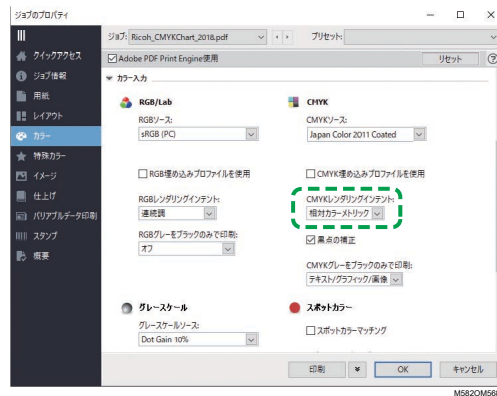 ジョブのプロパティ
ジョブ: Ricoh_CMYKChart_2018.pdf プリセット:
クイックアクセス
ジョブ情報
用紙
レイアウト
カラー
特殊カラー
イメージ
仕上げ
バリアブルデータ印刷
スタンプ
概要
Adobe PDF Print Engine使用 リセット
カラー入力
RGB/Lab
RGBソース:
sRGB (PC)
RGB埋め込みプロファイルを使用
RGBレンダリングインテント:
連続調
RGBグレーをブラックのみで印刷:
オフ
CMYK
CMYKソース:
Japan Color 2011 Coated
CMYK埋め込みプロファイルを使用
CMYKレンダリングインテント:
相対カラーメトリック
黒点の補正
CMYKグレーをブラックのみで印刷:
テキスト/グラフィック/画像
グレースケール
グレースケールソース:
Dot Gain 10%
スポットカラー
スポットカラーマッチング
印刷 OK キャンセル
M582OM568